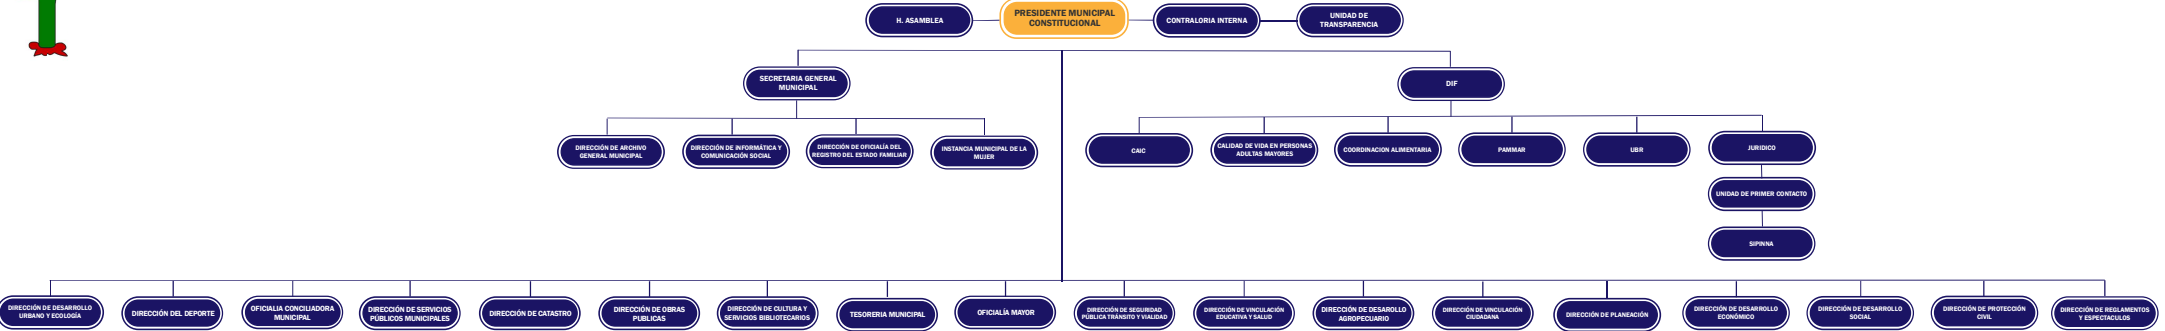 H. ASAMBLEA
PRESIDENTE MUNICIPAL
CONSTITUCIONAL
CONTRALORIA INTERNA
UNIDAD DE
TRANSPARENCIA
SECRETARIA GENERAL
MUNICIPAL
DIF
DIRECCIÓN DE ARCHIVO
GENERAL MUNICIPAL
DIRECCIÓN DE INFORMÁTICA Y
COMUNICACIÓN SOCIAL
DIRECCIÓN DE OFICIALÍA DEL
REGISTRO DEL ESTADO FAMILIAR
INSTANCIA MUNICIPAL DE LA
MUJER
CAIC
CALIDAD DE VIDA EN PERSONAS
ADULTAS MAYORES
COORDINACION ALIMENTARIA
PAMMAR
UBR
JURIDICO
UNIDAD DE PRIMER CONTACTO
SIPINNA
DIRECCIÓN DE DESARROLLO
URBANO Y ECOLOGÍA
DIRECCIÓN DEL DEPORTE
OFICIALIA CONCILIADORA
MUNICIPAL
DIRECCIÓN DE SERVICIOS
PÚBLICOS MUNICIPALES
DIRECCIÓN DE CATASTRO
DIRECCIÓN DE OBRAS
PUBLICAS
DIRECCIÓN DE CULTURA Y
SERVICIOS BIBLIOTECARIOS
TESORERIA MUNICIPAL
OFICIALÍA MAYOR
DIRECCIÓN DE SEGURIDAD
PÚBLICA TRÁNSITO Y VIALIDAD
DIRECCIÓN DE VINCULACIÓN
EDUCATIVA Y SALUD
DIRECCIÓN DE DESAROLLO
AGROPECUARIO
DIRECCIÓN DE VINCULACIÓN
CIUDADANA
DIRECCIÓN DE PLANEACIÓN
DIRECCIÓN DE DESARROLLO
ECONÓMICO
DIRECCIÓN DE DESARROLLO
SOCIAL
DIRECCIÓN DE PROTECCIÓN
CIVIL
DIRECCIÓN DE REGLAMENTOS
Y ESPECTACULOS